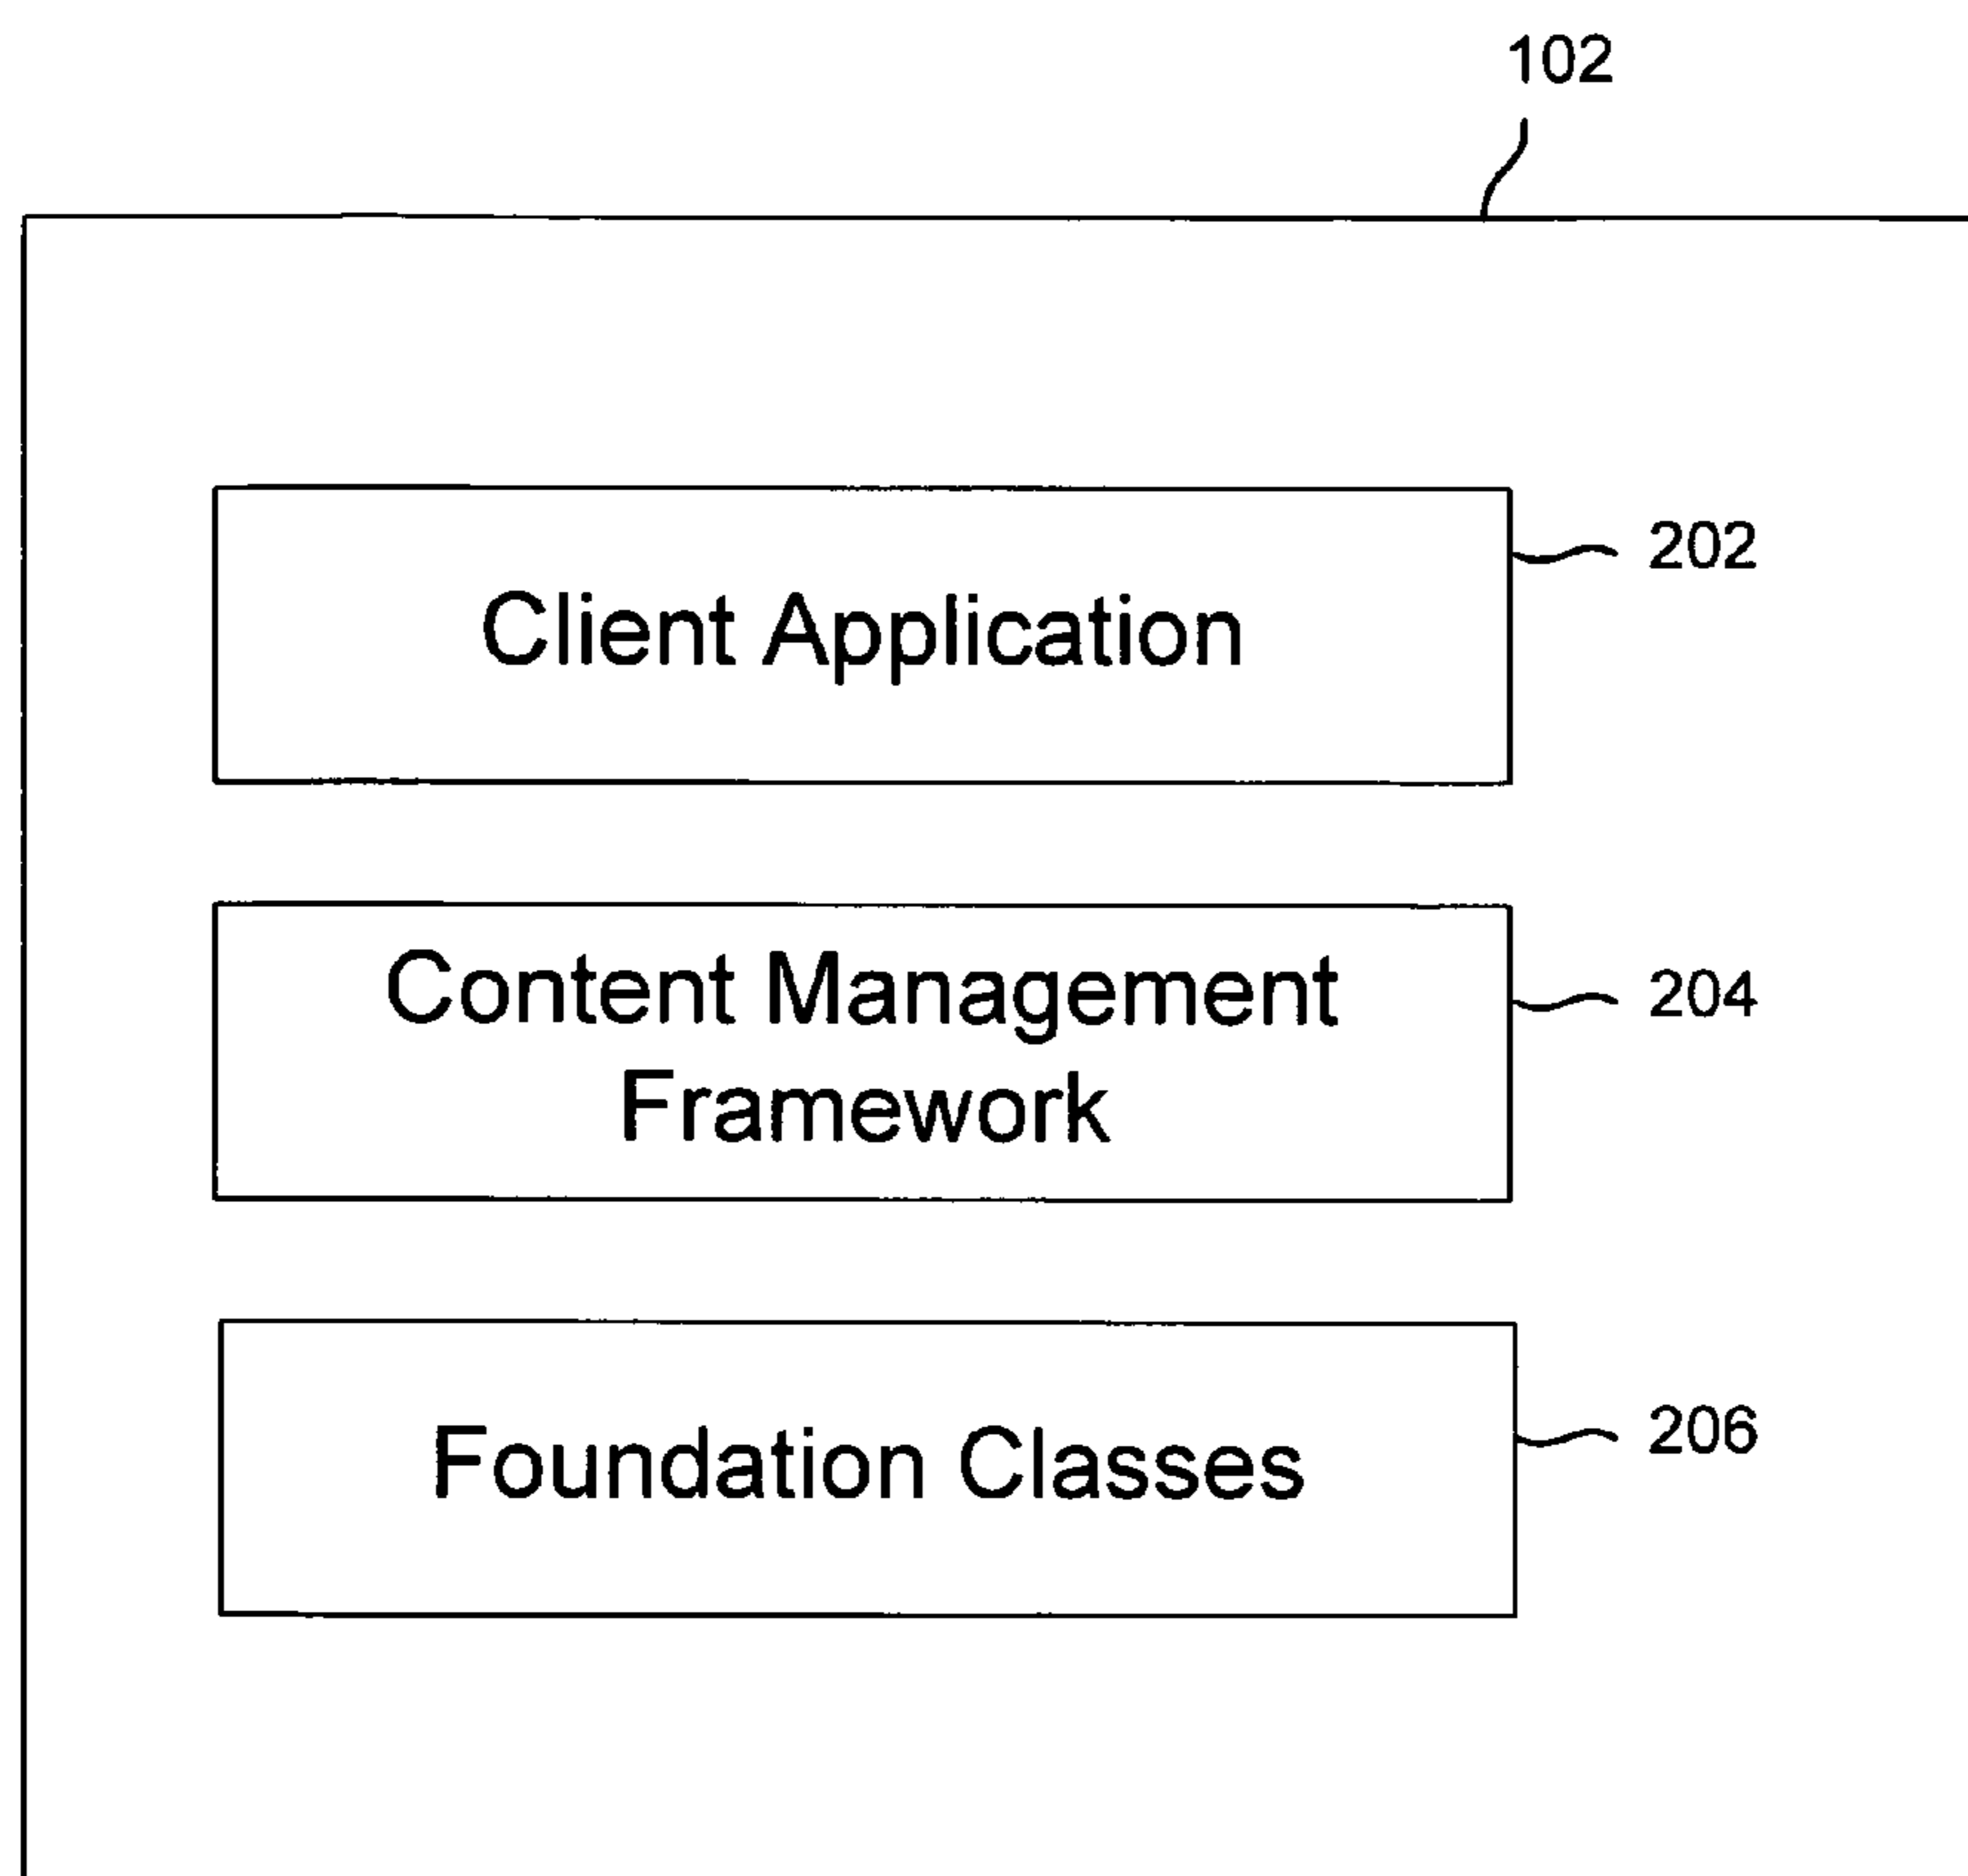 102
Client Application
202
Content Management
Framework
204
Foundation Classes
206